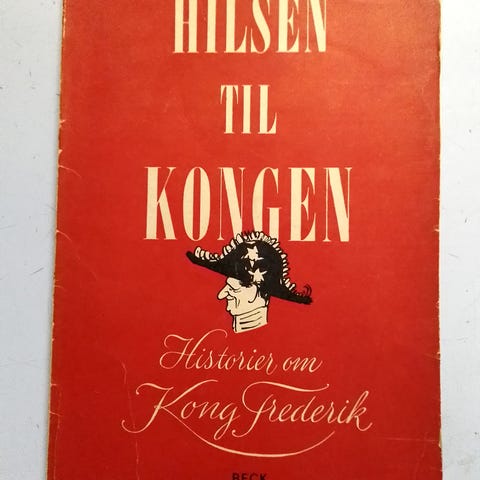 HILSEN
TIL
KONGEN
Historier om
Kong Frederik
BECK